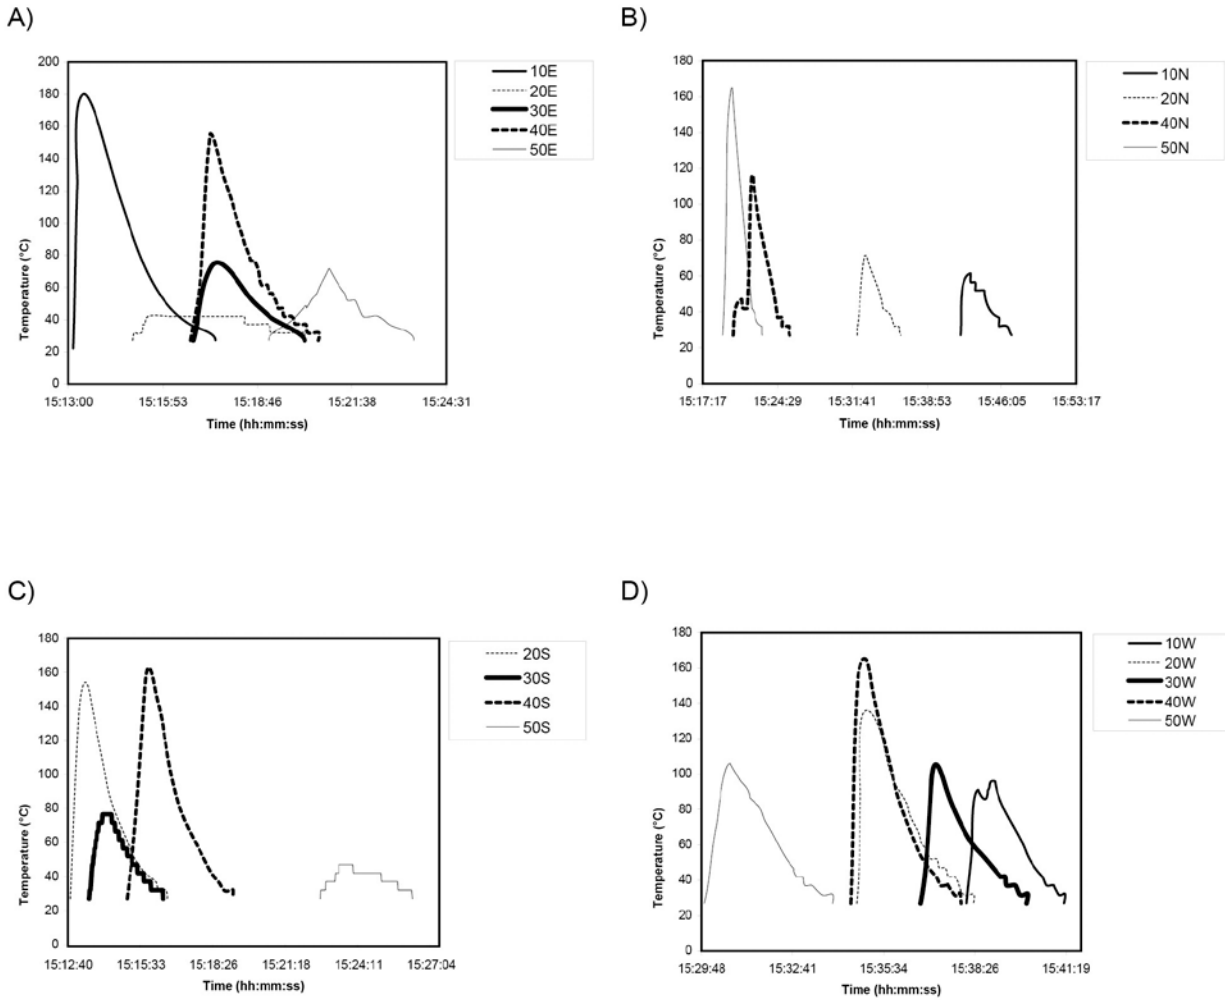 A)
200
180
160
140
120
100
80
60
40
20
0
Temperature (°C)
15:13:00 15:15:53 15:18:46 15:21:38 15:24:31
Time (hh:mm:ss)
10E
20E
30E
40E
50E
B)
180
160
140
120
100
80
60
40
20
0
Temperature (°C)
15:17:17 15:24:29 15:31:41 15:38:53 15:46:05 15:53:17
Time (hh:mm:ss)
10N
20N
40N
50N
C)
180
160
140
120
100
80
60
40
20
0
Temperature (°C)
15:12:40 15:15:33 15:18:26 15:21:18 15:24:11 15:27:04
Time (hh:mm:ss)
20S
30S
40S
50S
D)
180
160
140
120
100
80
60
40
20
0
Temperature (°C)
15:29:48 15:32:41 15:35:34 15:38:26 15:41:19
Time (hh:mm:ss)
10W
20W
30W
40W
50W